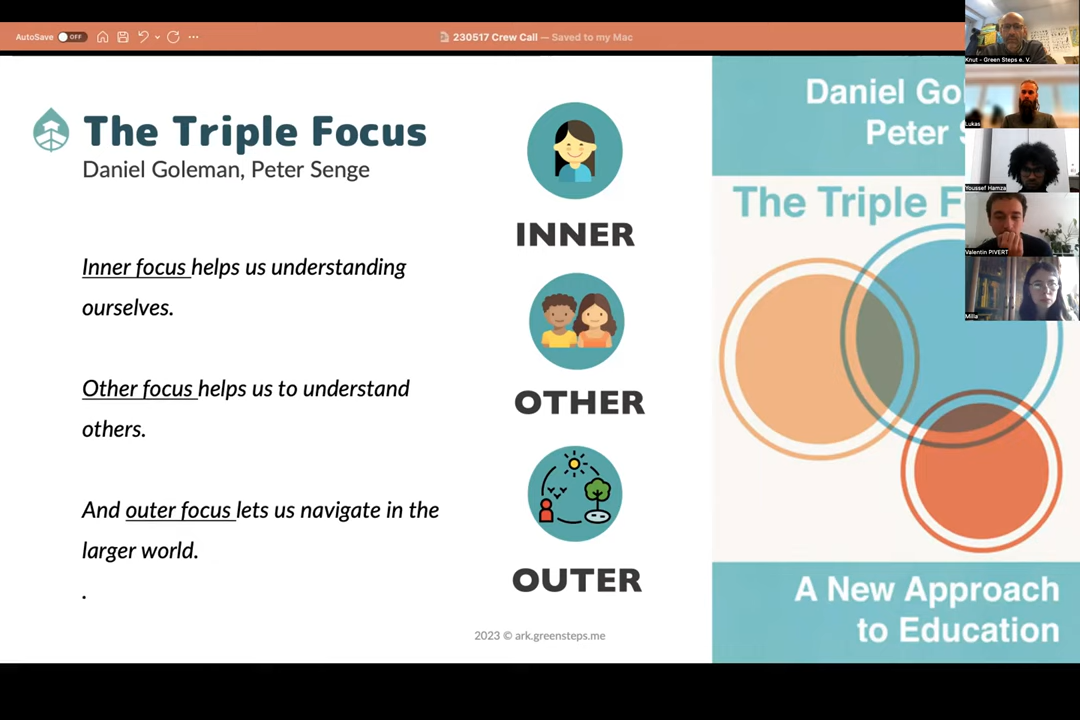 AutoSave OFF
230517 Crew Call — Saved to my Mac
The Triple Focus
Daniel Goleman, Peter Senge
Inner focus helps us understanding
ourselves.
Other focus helps us to understand
others.
And outer focus lets us navigate in the
larger world.
.
INNER
OTHER
OUTER
2023 © ark.greensteps.me
Daniel Go
Peter S
The Triple F
A New Approach
to Education
Knut - Green Steps e. V.
Lukas
Youssef Hamza
Valentin PIVERT
Milla